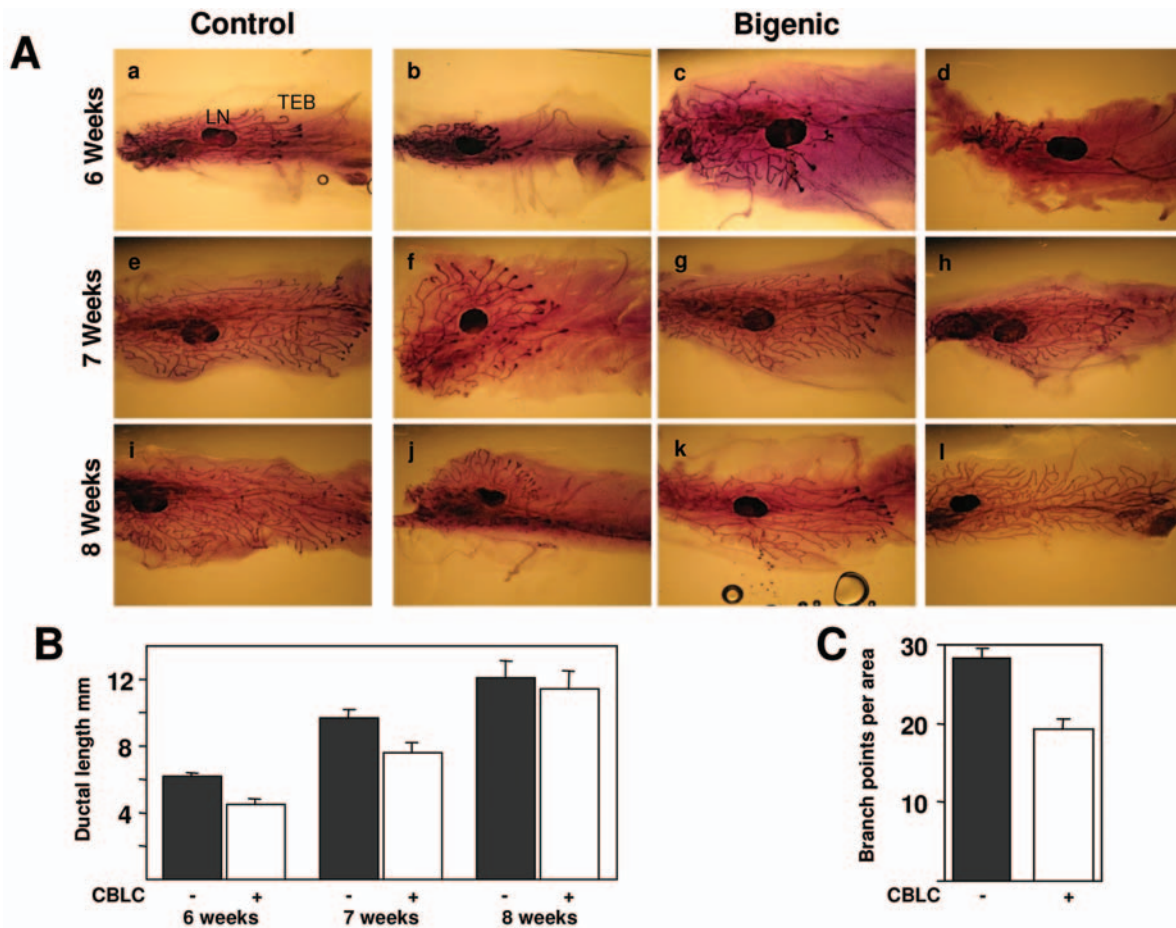 Control Bigenic
A
6 Weeks
a LN TEB
b
c
d
7 Weeks
e
f
g
h
8 Weeks
i
j
k
l
B
Ductal length mm
12
8
4
CBLC - + - + - +
6 weeks 7 weeks 8 weeks
C
Branch points per area
30
20
10
- +